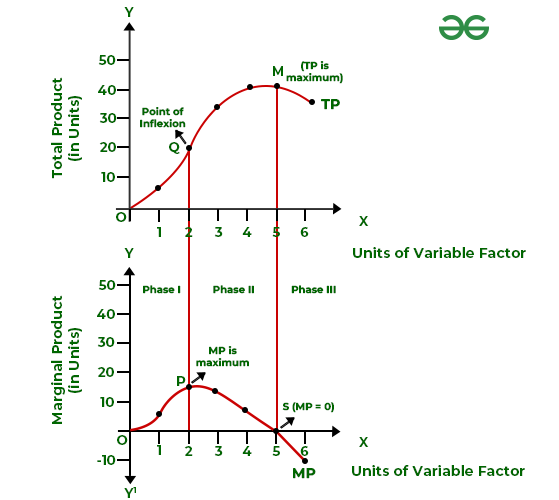 Y
50
40
30
20
10
O
Total Product
(in Units)
Point of
Inflexion
Q
M
(TP is
maximum)
TP
1 2 3 4 5 6
X
Units of Variable Factor
Y
50
40
30
20
10
O
-10
Marginal Product
(in Units)
Phase I
Phase II
Phase III
P
MP is
maximum
S (MP = 0)
1 2 3 4 5 6
X
MP
Units of Variable Factor
Y¹